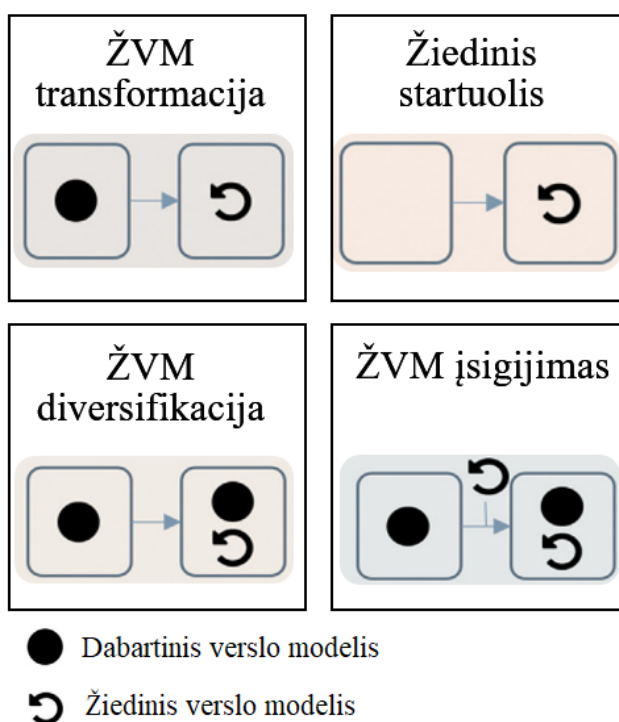 ŽVM
transformacija
Žiedinis
startuolis
ŽVM
diversifikacija
ŽVM įsigijimas
Dabartinis verslo modelis
Žiedinis verslo modelis